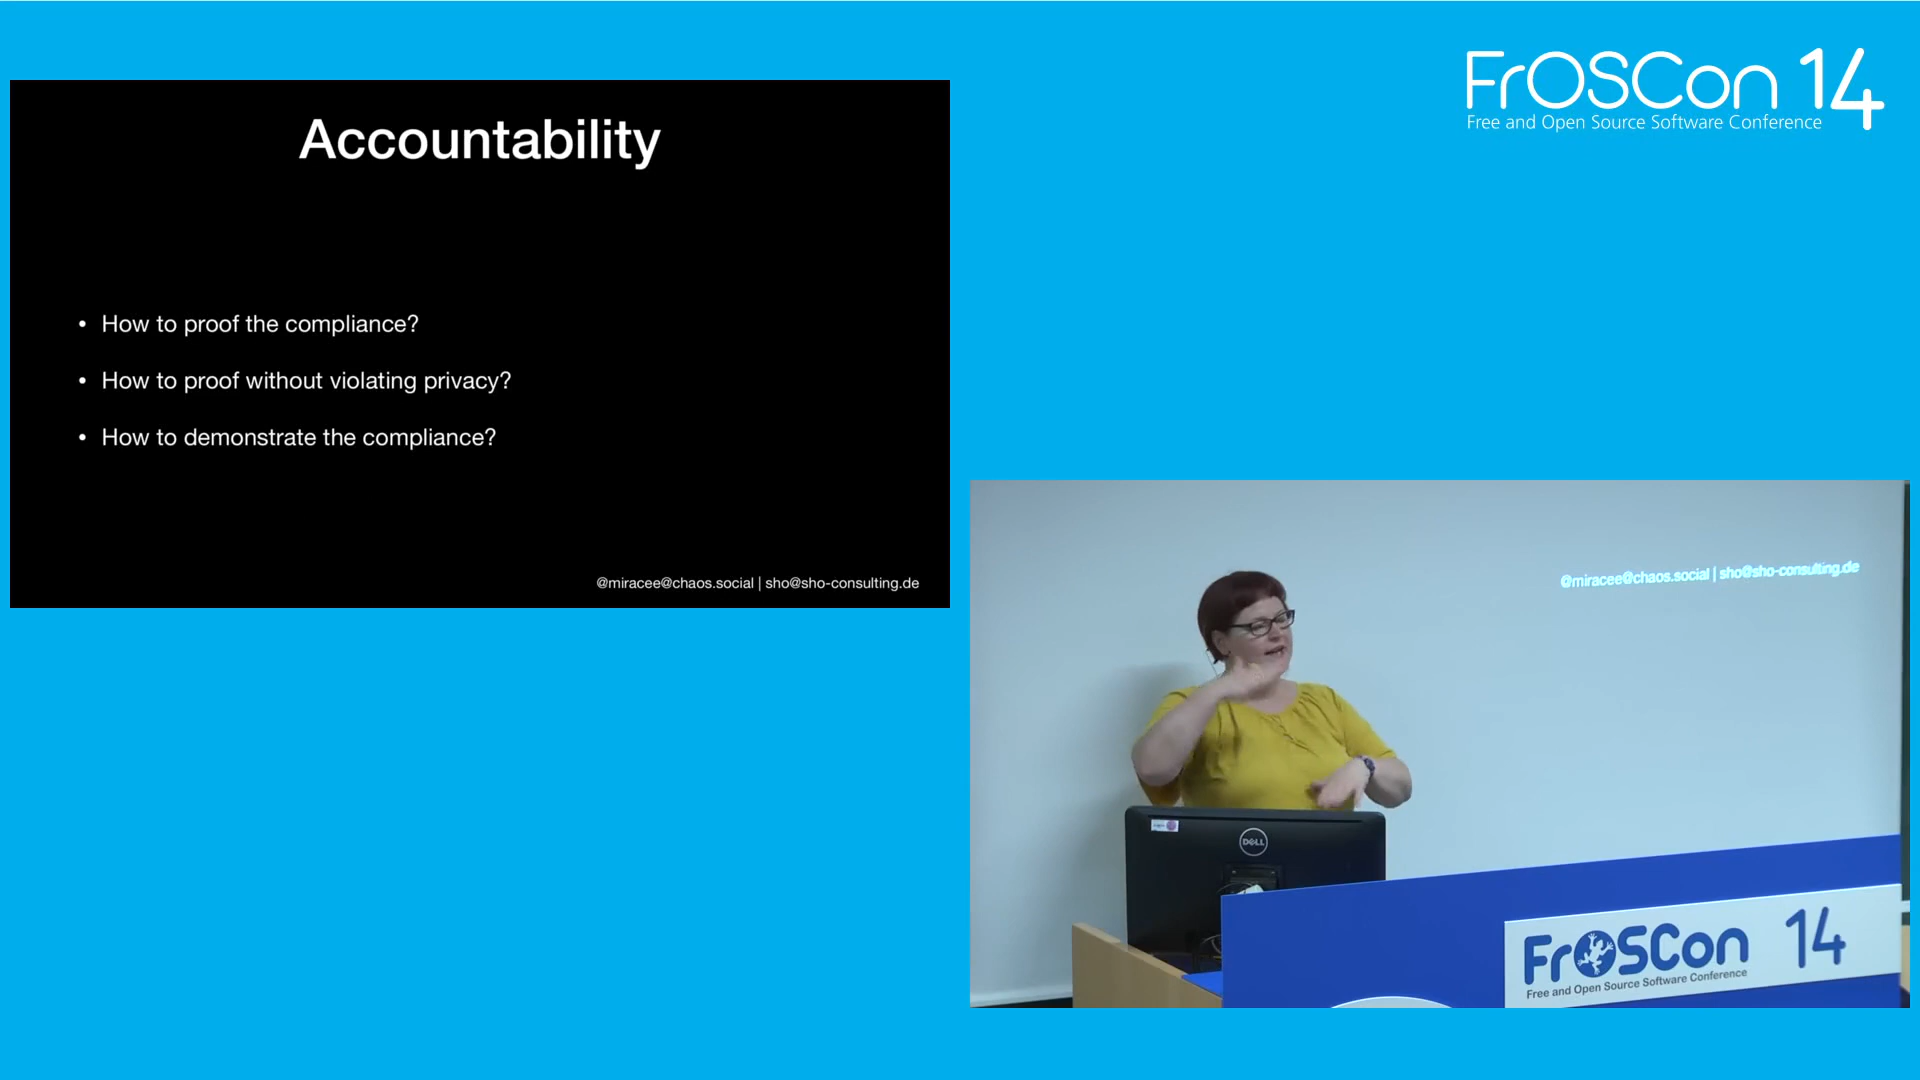 FrOSCon 14
Free and Open Source Software Conference
Accountability
• How to proof the compliance?
• How to proof without violating privacy?
• How to demonstrate the compliance?
@miracee@chaos.social | sho@sho-consulting.de
@miracee@chaos.social | sho@sho-consulting.de
DELL
FrOSCon 14
Free and Open Source Software Conference